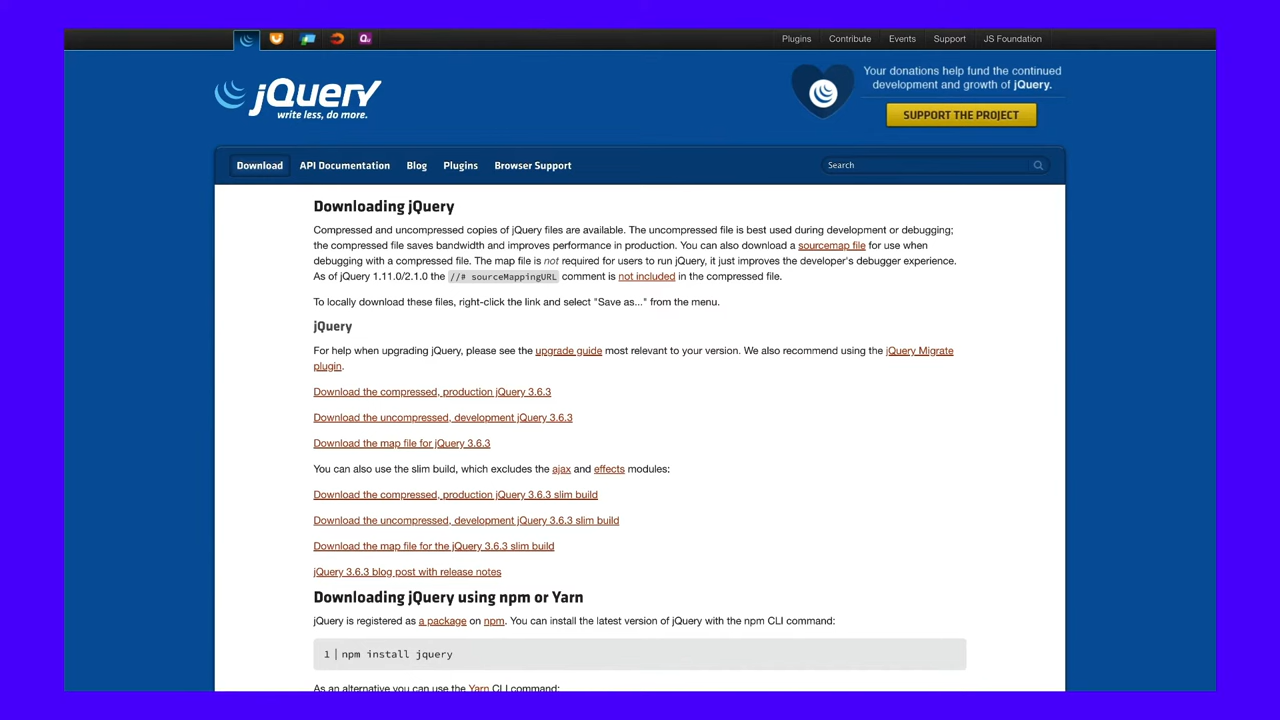 Plugins Contribute Events Support JS Foundation
jQuery
write less, do more.
Your donations help fund the continued
development and growth of jQuery.
SUPPORT THE PROJECT
Download API Documentation Blog Plugins Browser Support Search
Downloading jQuery
Compressed and uncompressed copies of jQuery files are available. The uncompressed file is best used during development or debugging;
the compressed file saves bandwidth and improves performance in production. You can also download a sourcemap file for use when
debugging with a compressed file. The map file is not required for users to run jQuery, it just improves the developer's debugger experience.
As of jQuery 1.11.0/2.1.0 the //# sourceMappingURL comment is not included in the compressed file.
To locally download these files, right-click the link and select "Save as..." from the menu.
jQuery
For help when upgrading jQuery, please see the upgrade guide most relevant to your version. We also recommend using the jQuery Migrate
plugin.
Download the compressed, production jQuery 3.6.3
Download the uncompressed, development jQuery 3.6.3
Download the map file for jQuery 3.6.3
You can also use the slim build, which excludes the ajax and effects modules:
Download the compressed, production jQuery 3.6.3 slim build
Download the uncompressed, development jQuery 3.6.3 slim build
Download the map file for the jQuery 3.6.3 slim build
jQuery 3.6.3 blog post with release notes
Downloading jQuery using npm or Yarn
jQuery is registered as a package on npm. You can install the latest version of jQuery with the npm CLI command:
1 npm install jquery
As an alternative you can use the Yarn CLI command: